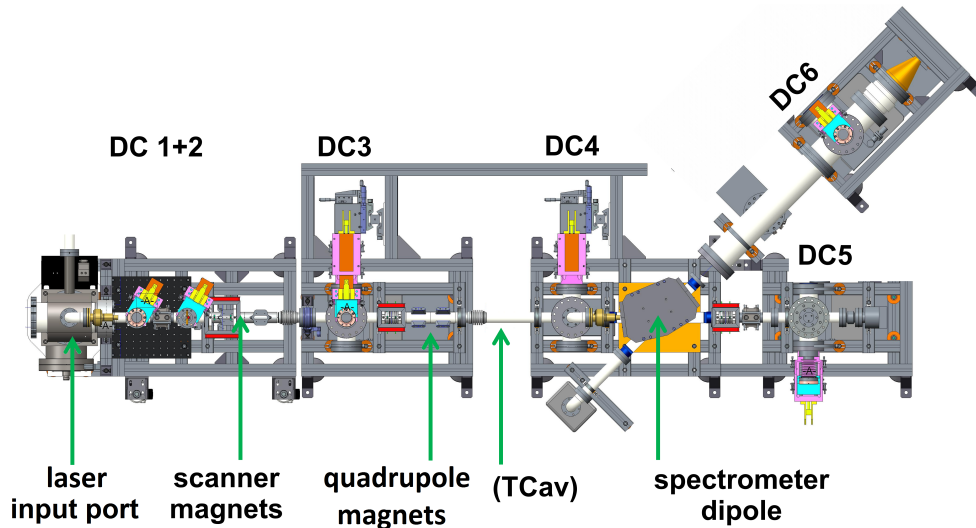 DC6
DC 1+2
DC3
DC4
DC5
laser
input port
scanner
magnets
quadrupole
magnets
(TCav)
spectrometer
dipole